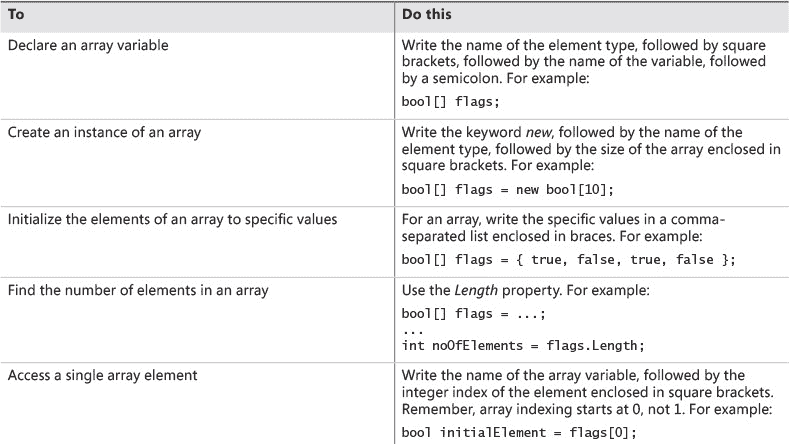 To
Do this
Declare an array variable
Write the name of the element type, followed by square
brackets, followed by the name of the variable, followed
by a semicolon. For example:
bool[] flags;
Create an instance of an array
Write the keyword new, followed by the name of the
element type, followed by the size of the array enclosed in
square brackets. For example:
bool[] flags = new bool[10];
Initialize the elements of an array to specific values
For an array, write the specific values in a comma-
separated list enclosed in braces. For example:
bool[] flags = { true, false, true, false };
Find the number of elements in an array
Use the Length property. For example:
bool[] flags = ...;
...
int noOfElements = flags.Length;
Access a single array element
Write the name of the array variable, followed by the
integer index of the element enclosed in square brackets.
Remember, array indexing starts at 0, not 1. For example:
bool initialElement = flags[0];